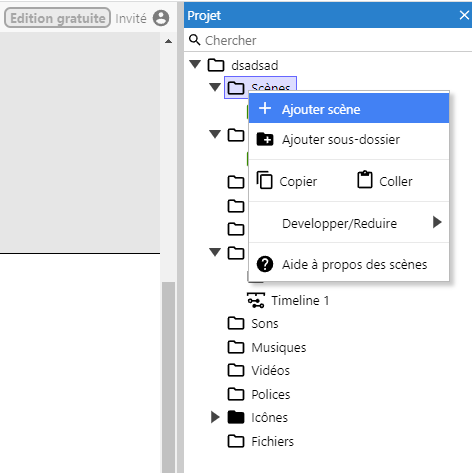 Edition gratuite Invité
Projet
Chercher
dsadsad
Scènes
Ajouter scène
Ajouter sous-dossier
Copier Coller
Developper/Reduire
Aide à propos des scènes
Timeline 1
Sons
Musiques
Vidéos
Polices
Icônes
Fichiers